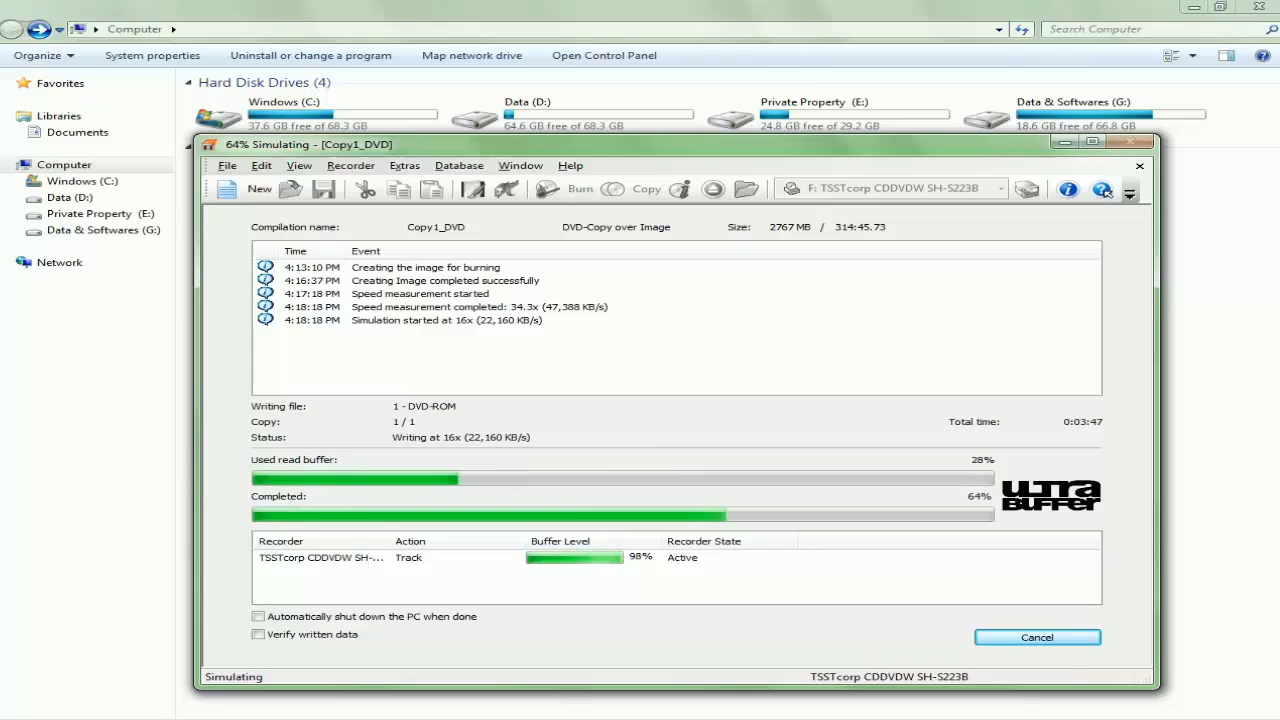 Computer
Search Computer
Organize
System properties
Uninstall or change a program
Map network drive
Open Control Panel
Favorites
Libraries
Documents
Computer
Windows (C:)
Data (D:)
Private Property (E:)
Data & Softwares (G:)
Network
Hard Disk Drives (4)
Windows (C:)
37.6 GB free of 68.3 GB
Data (D:)
64.6 GB free of 68.3 GB
Private Property (E:)
24.8 GB free of 29.2 GB
Data & Softwares (G:)
18.6 GB free of 66.8 GB
64% Simulating - [Copy1_DVD]
File Edit View Recorder Extras Database Window Help
New Burn Copy F: TSSTcorp CDDVDW SH-S223B
Compilation name: Copy1_DVD DVD-Copy over Image Size: 2767 MB / 314:45.73
Time Event
4:13:10 PM Creating the image for burning
4:16:37 PM Creating Image completed successfully
4:17:18 PM Speed measurement started
4:18:18 PM Speed measurement completed: 34.3x (47,388 KB/s)
4:18:18 PM Simulation started at 16x (22,160 KB/s)
Writing file: 1 - DVD-ROM
Copy: 1 / 1 Total time: 0:03:47
Status: Writing at 16x (22,160 KB/s)
Used read buffer: 28%
Completed: 64%
ULTRA
BUFFER
Recorder Action Buffer Level Recorder State
TSSTcorp CDDVDW SH-... Track 98% Active
Automatically shut down the PC when done
Verify written data
Cancel
Simulating TSSTcorp CDDVDW SH-S223B